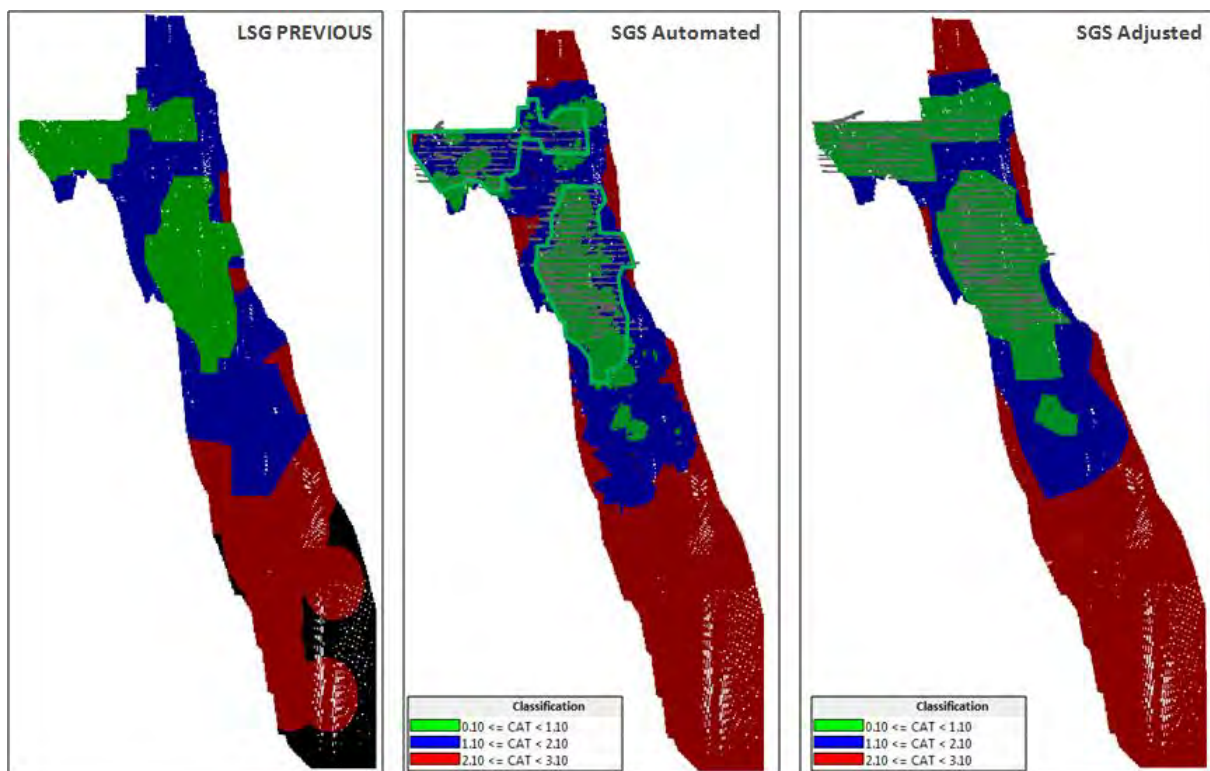 LSG PREVIOUS
SGS Automated
SGS Adjusted
Classification
0.10 <= CAT < 1.10
1.10 <= CAT < 2.10
2.10 <= CAT < 3.10
Classification
0.10 <= CAT < 1.10
1.10 <= CAT < 2.10
2.10 <= CAT < 3.10